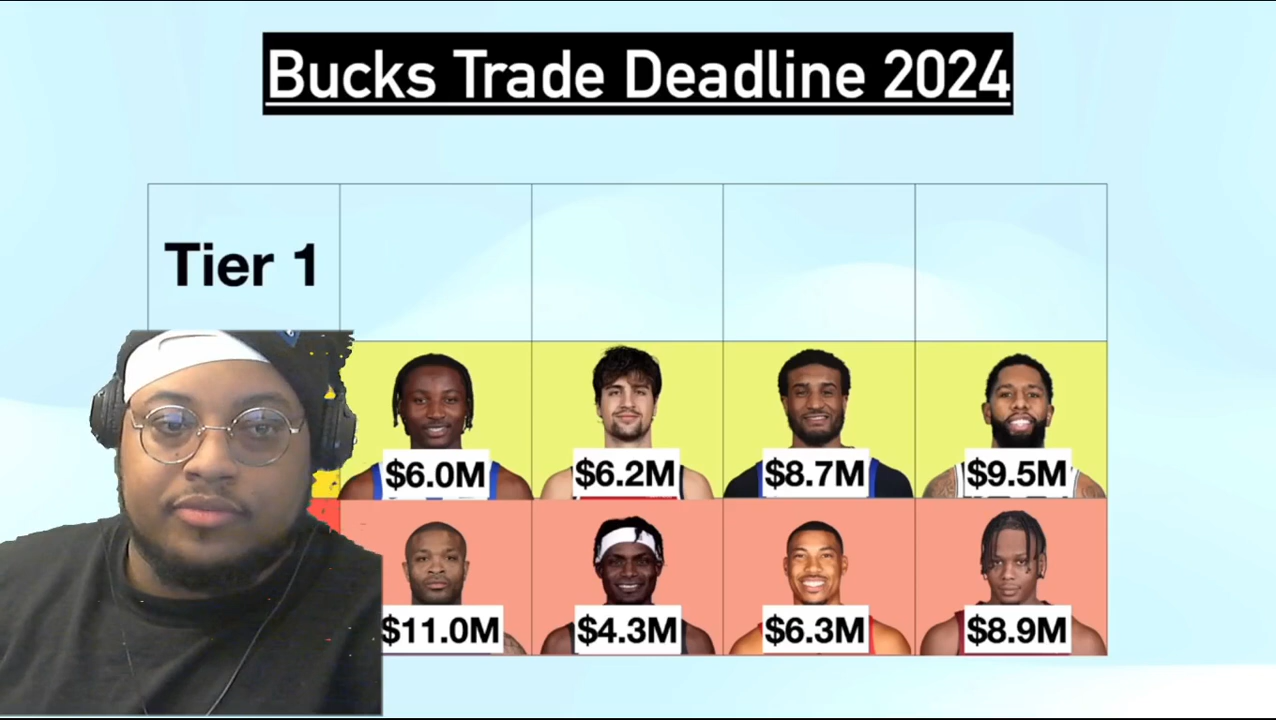 Bucks Trade Deadline 2024
Tier 1
$6.0M $6.2M $8.7M $9.5M
$11.0M $4.3M $6.3M $8.9M